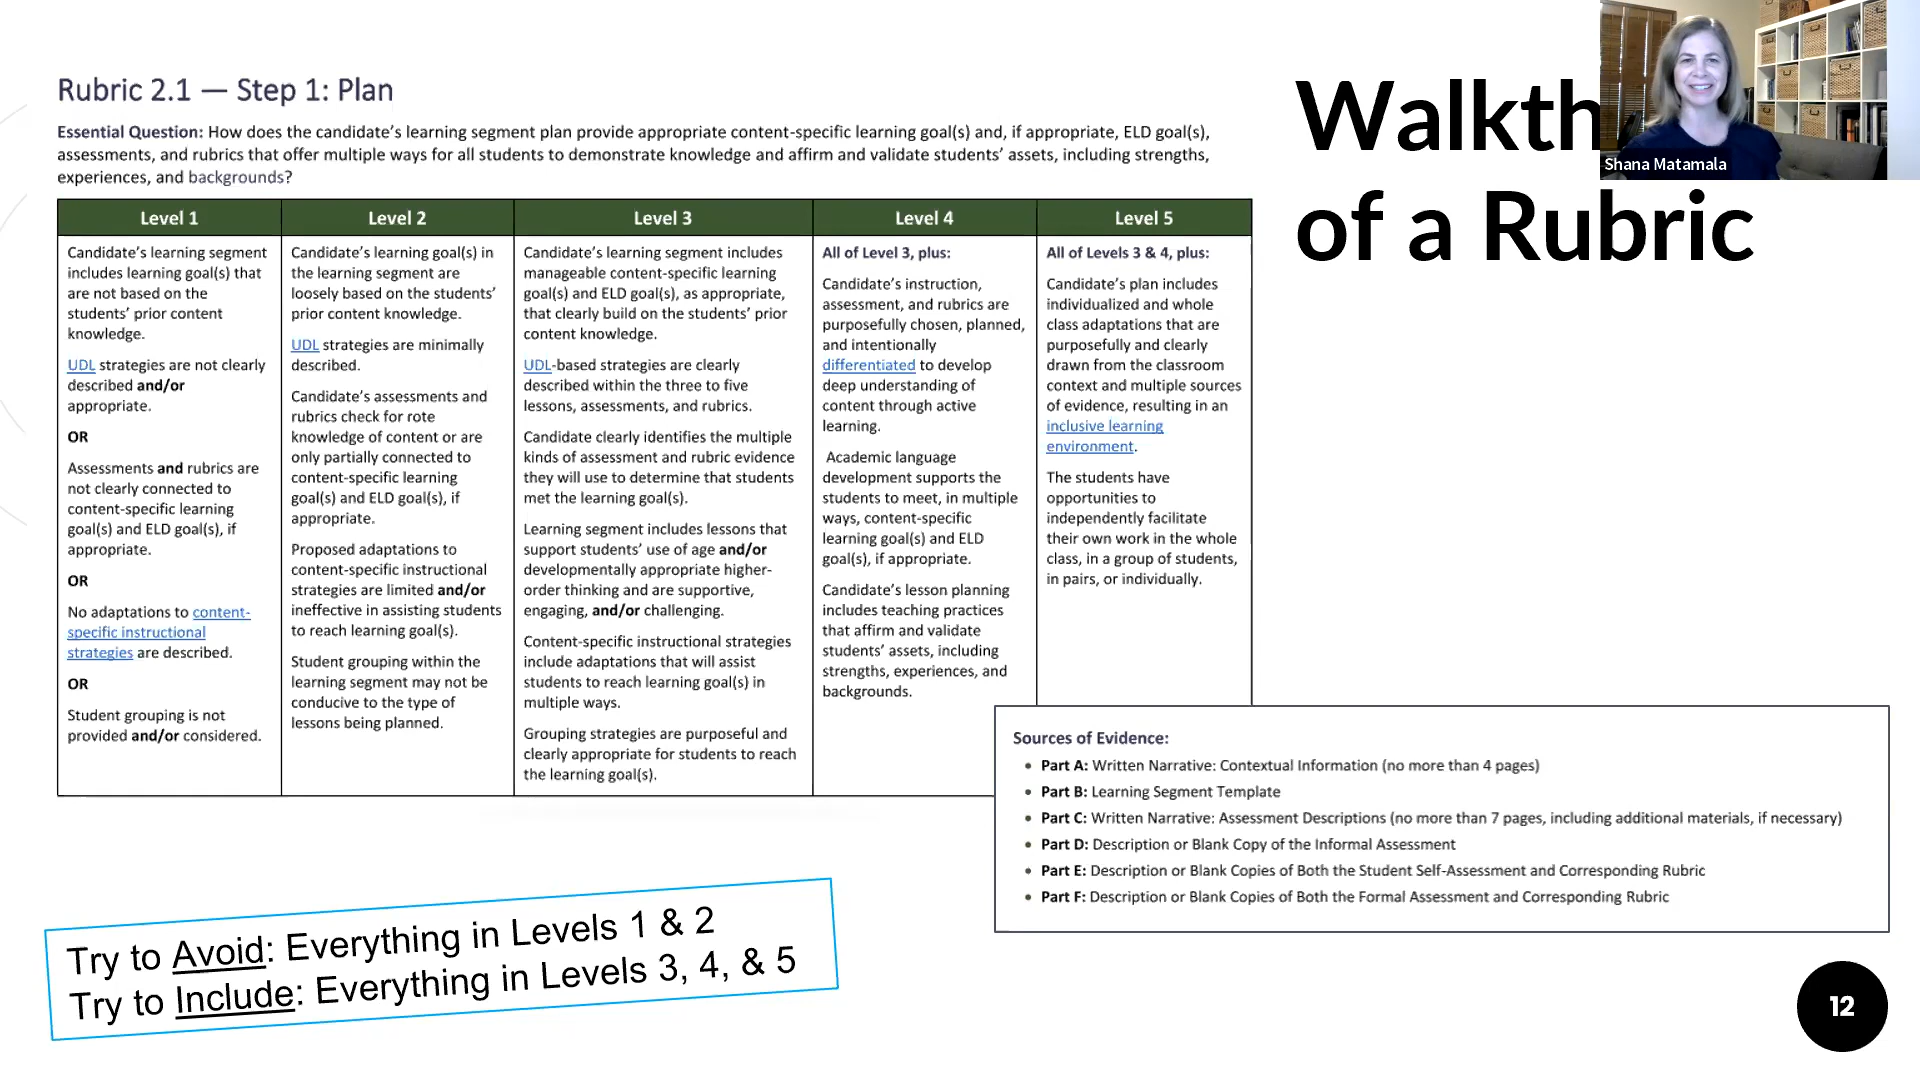 Rubric 2.1 — Step 1: Plan
Essential Question: How does the candidate's learning segment plan provide appropriate content-specific learning goal(s) and, if appropriate, ELD goal(s),
assessments, and rubrics that offer multiple ways for all students to demonstrate knowledge and affirm and validate students' assets, including strengths,
experiences, and backgrounds?
Level 1
Candidate's learning segment
includes learning goal(s) that
are not based on the
students' prior content
knowledge.
UDL strategies are not clearly
described and/or
appropriate.
OR
Assessments and rubrics are
not clearly connected to
content-specific learning
goal(s) and ELD goal(s), if
appropriate.
OR
No adaptations to content-
specific instructional
strategies are described.
OR
Student grouping is not
provided and/or considered.
Level 2
Candidate's learning goal(s) in
the learning segment are
loosely based on the students'
prior content knowledge.
UDL strategies are minimally
described.
Candidate's assessments and
rubrics check for rote
knowledge of content or are
only partially connected to
content-specific learning
goal(s) and ELD goal(s), if
appropriate.
Proposed adaptations to
content-specific instructional
strategies are limited and/or
ineffective in assisting students
to reach learning goal(s).
Student grouping within the
learning segment may not be
conducive to the type of
lessons being planned.
Level 3
Candidate's learning segment includes
manageable content-specific learning
goal(s) and ELD goal(s), as appropriate,
that clearly build on the students' prior
content knowledge.
UDL-based strategies are clearly
described within the three to five
lessons, assessments, and rubrics.
Candidate clearly identifies the multiple
kinds of assessment and rubric evidence
they will use to determine that students
met the learning goal(s).
Learning segment includes lessons that
support students' use of age and/or
developmentally appropriate higher-
order thinking and are supportive,
engaging, and/or challenging.
Content-specific instructional strategies
include adaptations that will assist
students to reach learning goal(s) in
multiple ways.
Grouping strategies are purposeful and
clearly appropriate for students to reach
the learning goal(s).
Level 4
All of Level 3, plus:
Candidate's instruction,
assessment, and rubrics are
purposefully chosen, planned,
and intentionally
differentiated to develop
deep understanding of
content through active
learning.
Academic language
development supports the
students to meet, in multiple
ways, content-specific
learning goal(s) and ELD
goal(s), if appropriate.
Candidate's lesson planning
includes teaching practices
that affirm and validate
students' assets, including
strengths, experiences, and
backgrounds.
Level 5
All of Levels 3 & 4, plus:
Candidate's plan includes
individualized and whole
class adaptations that are
purposefully and clearly
drawn from the classroom
context and multiple sources
of evidence, resulting in an
inclusive learning
environment.
The students have
opportunities to
independently facilitate
their own work in the whole
class, in a group of students,
in pairs, or individually.
Walkth
of a Rubric
Shana Matamala
Sources of Evidence:
• Part A: Written Narrative: Contextual Information (no more than 4 pages)
• Part B: Learning Segment Template
• Part C: Written Narrative: Assessment Descriptions (no more than 7 pages, including additional materials, if necessary)
• Part D: Description or Blank Copy of the Informal Assessment
• Part E: Description or Blank Copies of Both the Student Self-Assessment and Corresponding Rubric
• Part F: Description or Blank Copies of Both the Formal Assessment and Corresponding Rubric
Try to Avoid: Everything in Levels 1 & 2
Try to Include: Everything in Levels 3, 4, & 5
12